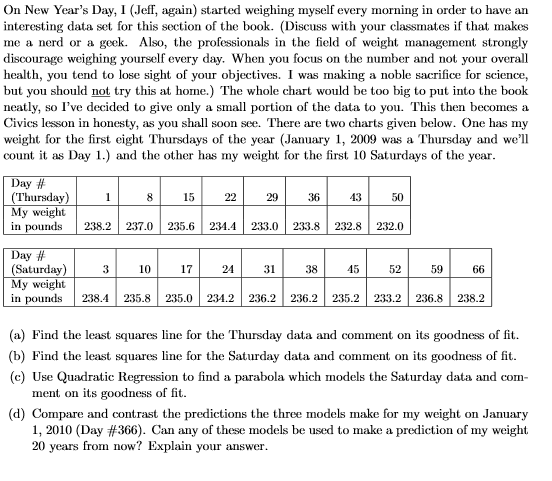 On New Year's Day, I (Jeff, again) started weighing myself every morning in order to have an
interesting data set for this section of the book. (Discuss with your classmates if that makes
me a nerd or a geek. Also, the professionals in the field of weight management strongly
discourage weighing yourself every day. When you focus on the number and not your overall
health, you tend to lose sight of your objectives. I was making a noble sacrifice for science,
but you should not try this at home.) The whole chart would be too big to put into the book
neatly, so I've decided to give only a small portion of the data to you. This then becomes a
Civics lesson in honesty, as you shall soon see. There are two charts given below. One has my
weight for the first eight Thursdays of the year (January 1, 2009 was a Thursday and we'll
count it as Day 1.) and the other has my weight for the first 10 Saturdays of the year.
Day #
(Thursday) 1 8 15 22 29 36 43 50
My weight
in pounds 238.2 237.0 235.6 234.4 233.0 233.8 232.8 232.0
Day #
(Saturday) 3 10 17 24 31 38 45 52 59 66
My weight
in pounds 238.4 235.8 235.0 234.2 236.2 236.2 235.2 233.2 236.8 238.2
(a) Find the least squares line for the Thursday data and comment on its goodness of fit.
(b) Find the least squares line for the Saturday data and comment on its goodness of fit.
(c) Use Quadratic Regression to find a parabola which models the Saturday data and com-
ment on its goodness of fit.
(d) Compare and contrast the predictions the three models make for my weight on January
1, 2010 (Day #366). Can any of these models be used to make a prediction of my weight
20 years from now? Explain your answer.